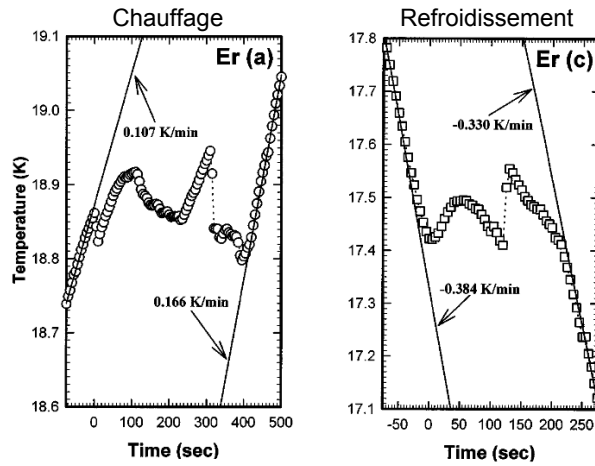 Chauffage
Refroidissement
Er (a)
Temperature (K)
19.1
19.0
18.9
18.8
18.7
18.6
0.107 K/min
0.166 K/min
0 100 200 300 400 500
Time (sec)
Er (c)
17.8
17.7
17.6
17.5
17.4
17.3
17.2
17.1
-0.330 K/min
-0.384 K/min
-50 0 50 100 150 200 250
Time (sec)